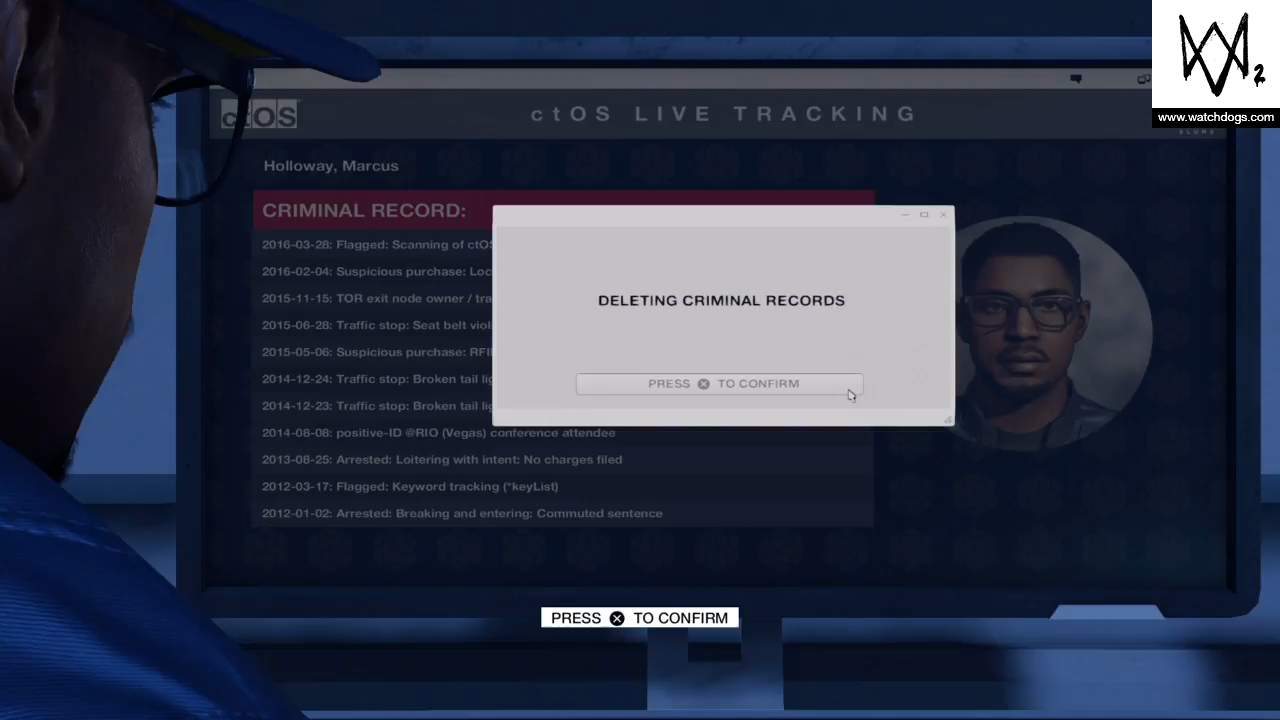 2
www.watchdogs.com
ctOS
ctOS LIVE TRACKING
Holloway, Marcus
CRIMINAL RECORD:
2016-03-28: Flagged: Scanning of ctOS
2016-02-04: Suspicious purchase: Loc
2015-11-15: TOR exit node owner / tra
2015-06-28: Traffic stop: Seat belt viol
2015-05-06: Suspicious purchase: RFI
2014-12-24: Traffic stop: Broken tail lig
2014-12-23: Traffic stop: Broken tail lig
2014-08-08: positive-ID @RIO (Vegas) conference attendee
2013-08-25: Arrested: Loitering with intent: No charges filed
2012-03-17: Flagged: Keyword tracking (*keyList)
2012-01-02: Arrested: Breaking and entering: Commuted sentence
DELETING CRIMINAL RECORDS
PRESS X TO CONFIRM
PRESS X TO CONFIRM